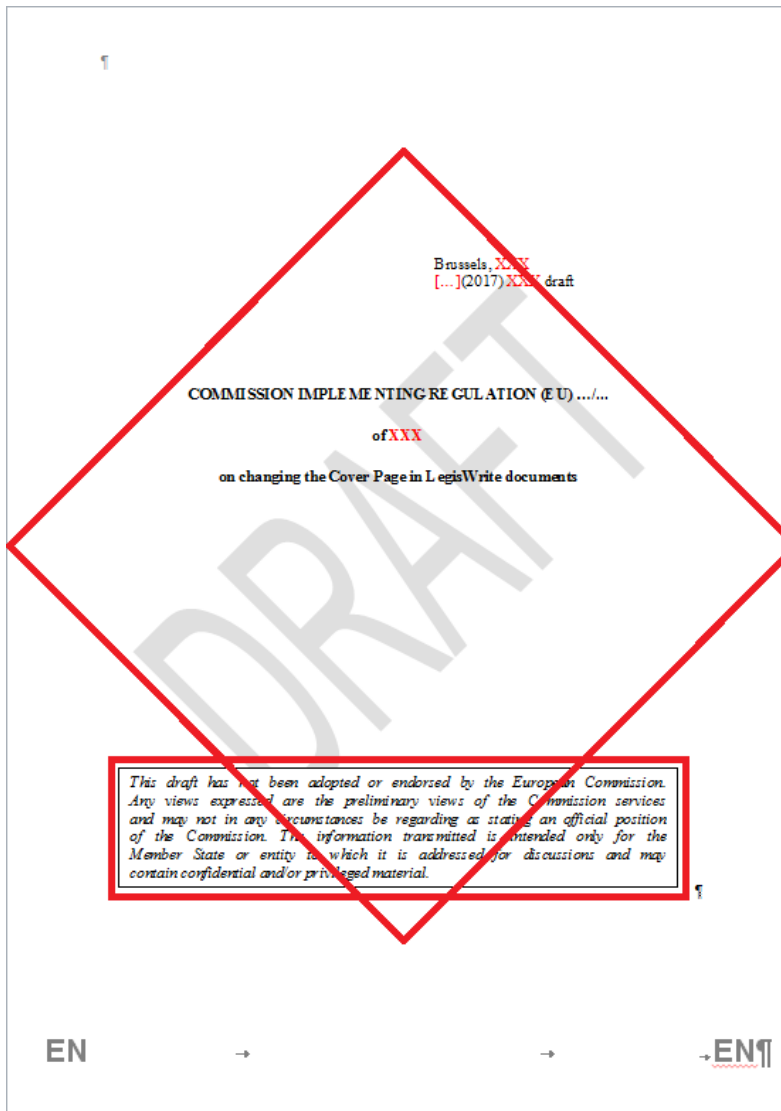 ¶
Brussels, XXX
[...](2017) XXX draft
COMMISSION IMPLEMENTING REGULATION (EU) .../...
of XXX
on changing the Cover Page in LegisWrite documents
DRAFT
This draft has not been adopted or endorsed by the European Commission.
Any views expressed are the preliminary views of the Commission services
and may not in any circumstances be regarding as stating an official position
of the Commission. The information transmitted is intended only for the
Member State or entity to which it is addressed for discussions and may
contain confidential and/or privileged material.
¶
EN → → → EN¶